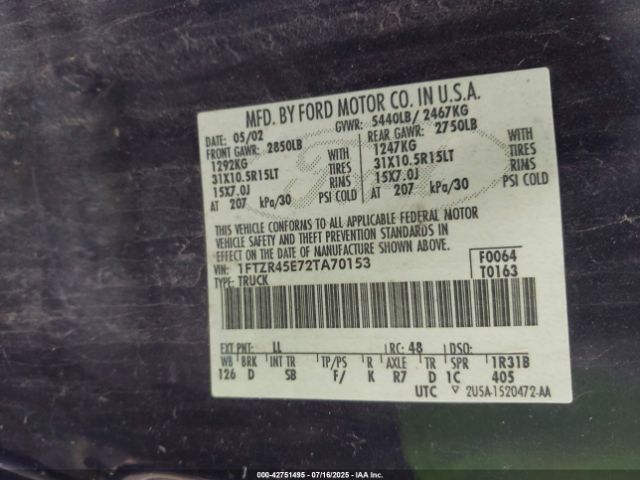 MFD. BY FORD MOTOR CO. IN U.S.A.
DATE: 05/02 GVWR: 5440LB/ 2467KG
FRONT GAWR: 2850LB REAR GAWR: 2750LB
1292KG WITH 1247KG WITH
31X10.5R15LT TIRES 31X10.5R15LT TIRES
15X7.0J RIMS 15X7.0J RIMS
AT 207 kPa/30 PSI COLD AT 207 kPa/30 PSI COLD
THIS VEHICLE CONFORMS TO ALL APPLICABLE FEDERAL MOTOR
VEHICLE SAFETY AND THEFT PREVENTION STANDARDS IN
EFFECT ON THE DATE OF MANUFACTURE SHOWN ABOVE.
VIN: 1FTZR45E72TA70153 F0064
TYPE: TRUCK T0163
EXT PNT: LL RC: 48 DSO:
WB BRK INT TR TP/PS R AXLE TR SPR 1R31B
126 D SB F/ K R7 D 1C 405
UTC ▽ 2U5A-1520472-AA
000-42751495 - 07/16/2025 - IAA Inc.